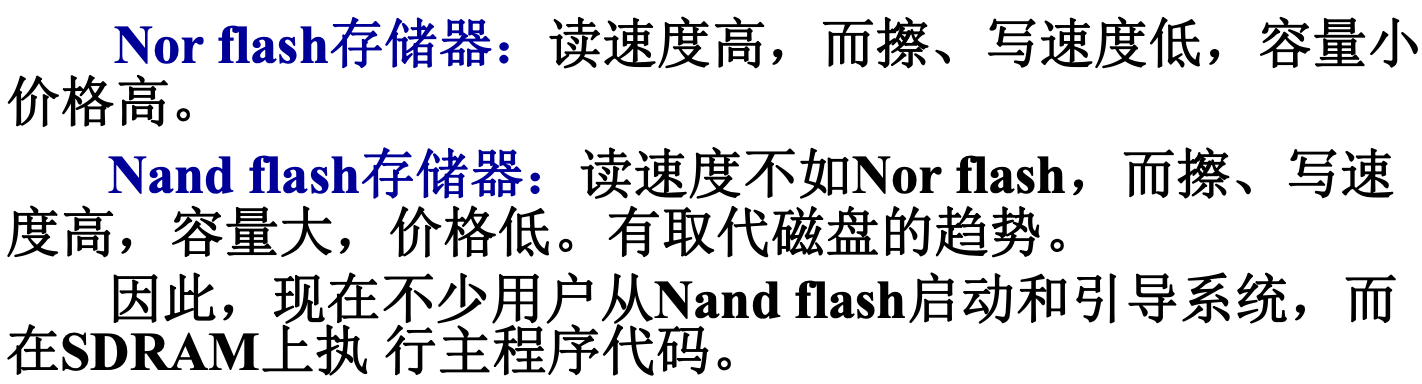 Nor flash存储器：读速度高，而擦、写速度低，容量小
价格高。
Nand flash存储器：读速度不如Nor flash，而擦、写速
度高，容量大，价格低。有取代磁盘的趋势。
因此，现在不少用户从Nand flash启动和引导系统，而
在SDRAM上执 行主程序代码。